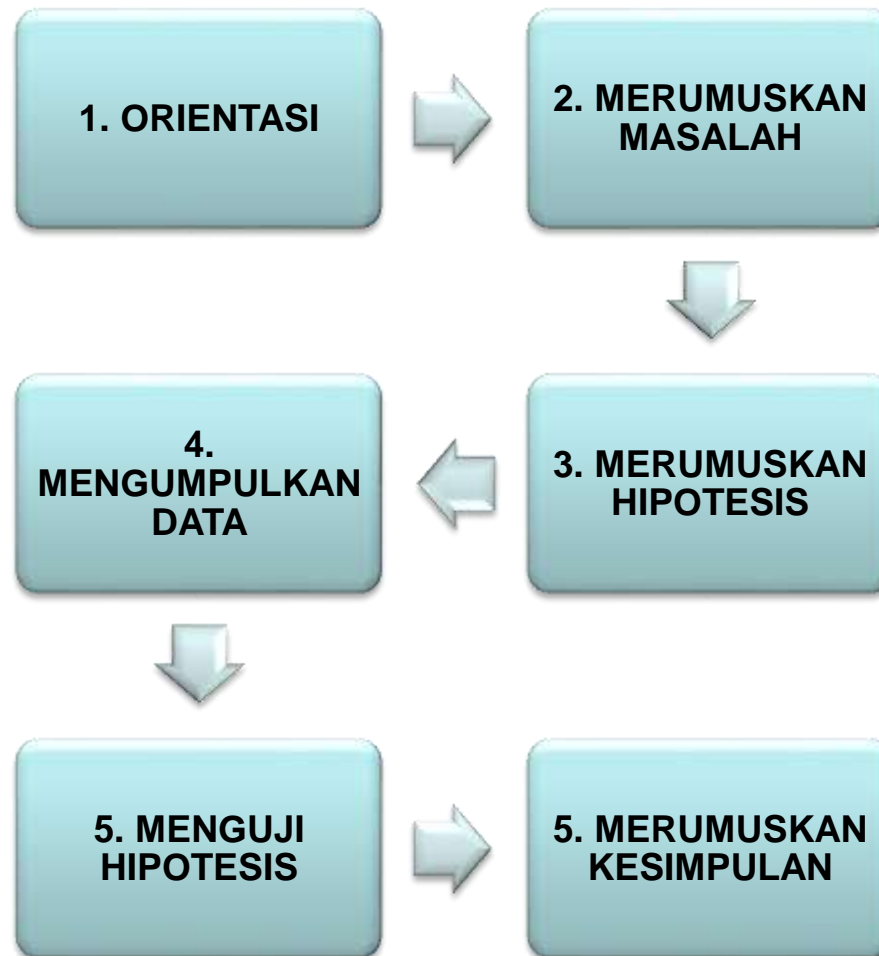 1. ORIENTASI
2. MERUMUSKAN
MASALAH
3. MERUMUSKAN
HIPOTESIS
4.
MENGUMPULKAN
DATA
5. MENGUJI
HIPOTESIS
5. MERUMUSKAN
KESIMPULAN